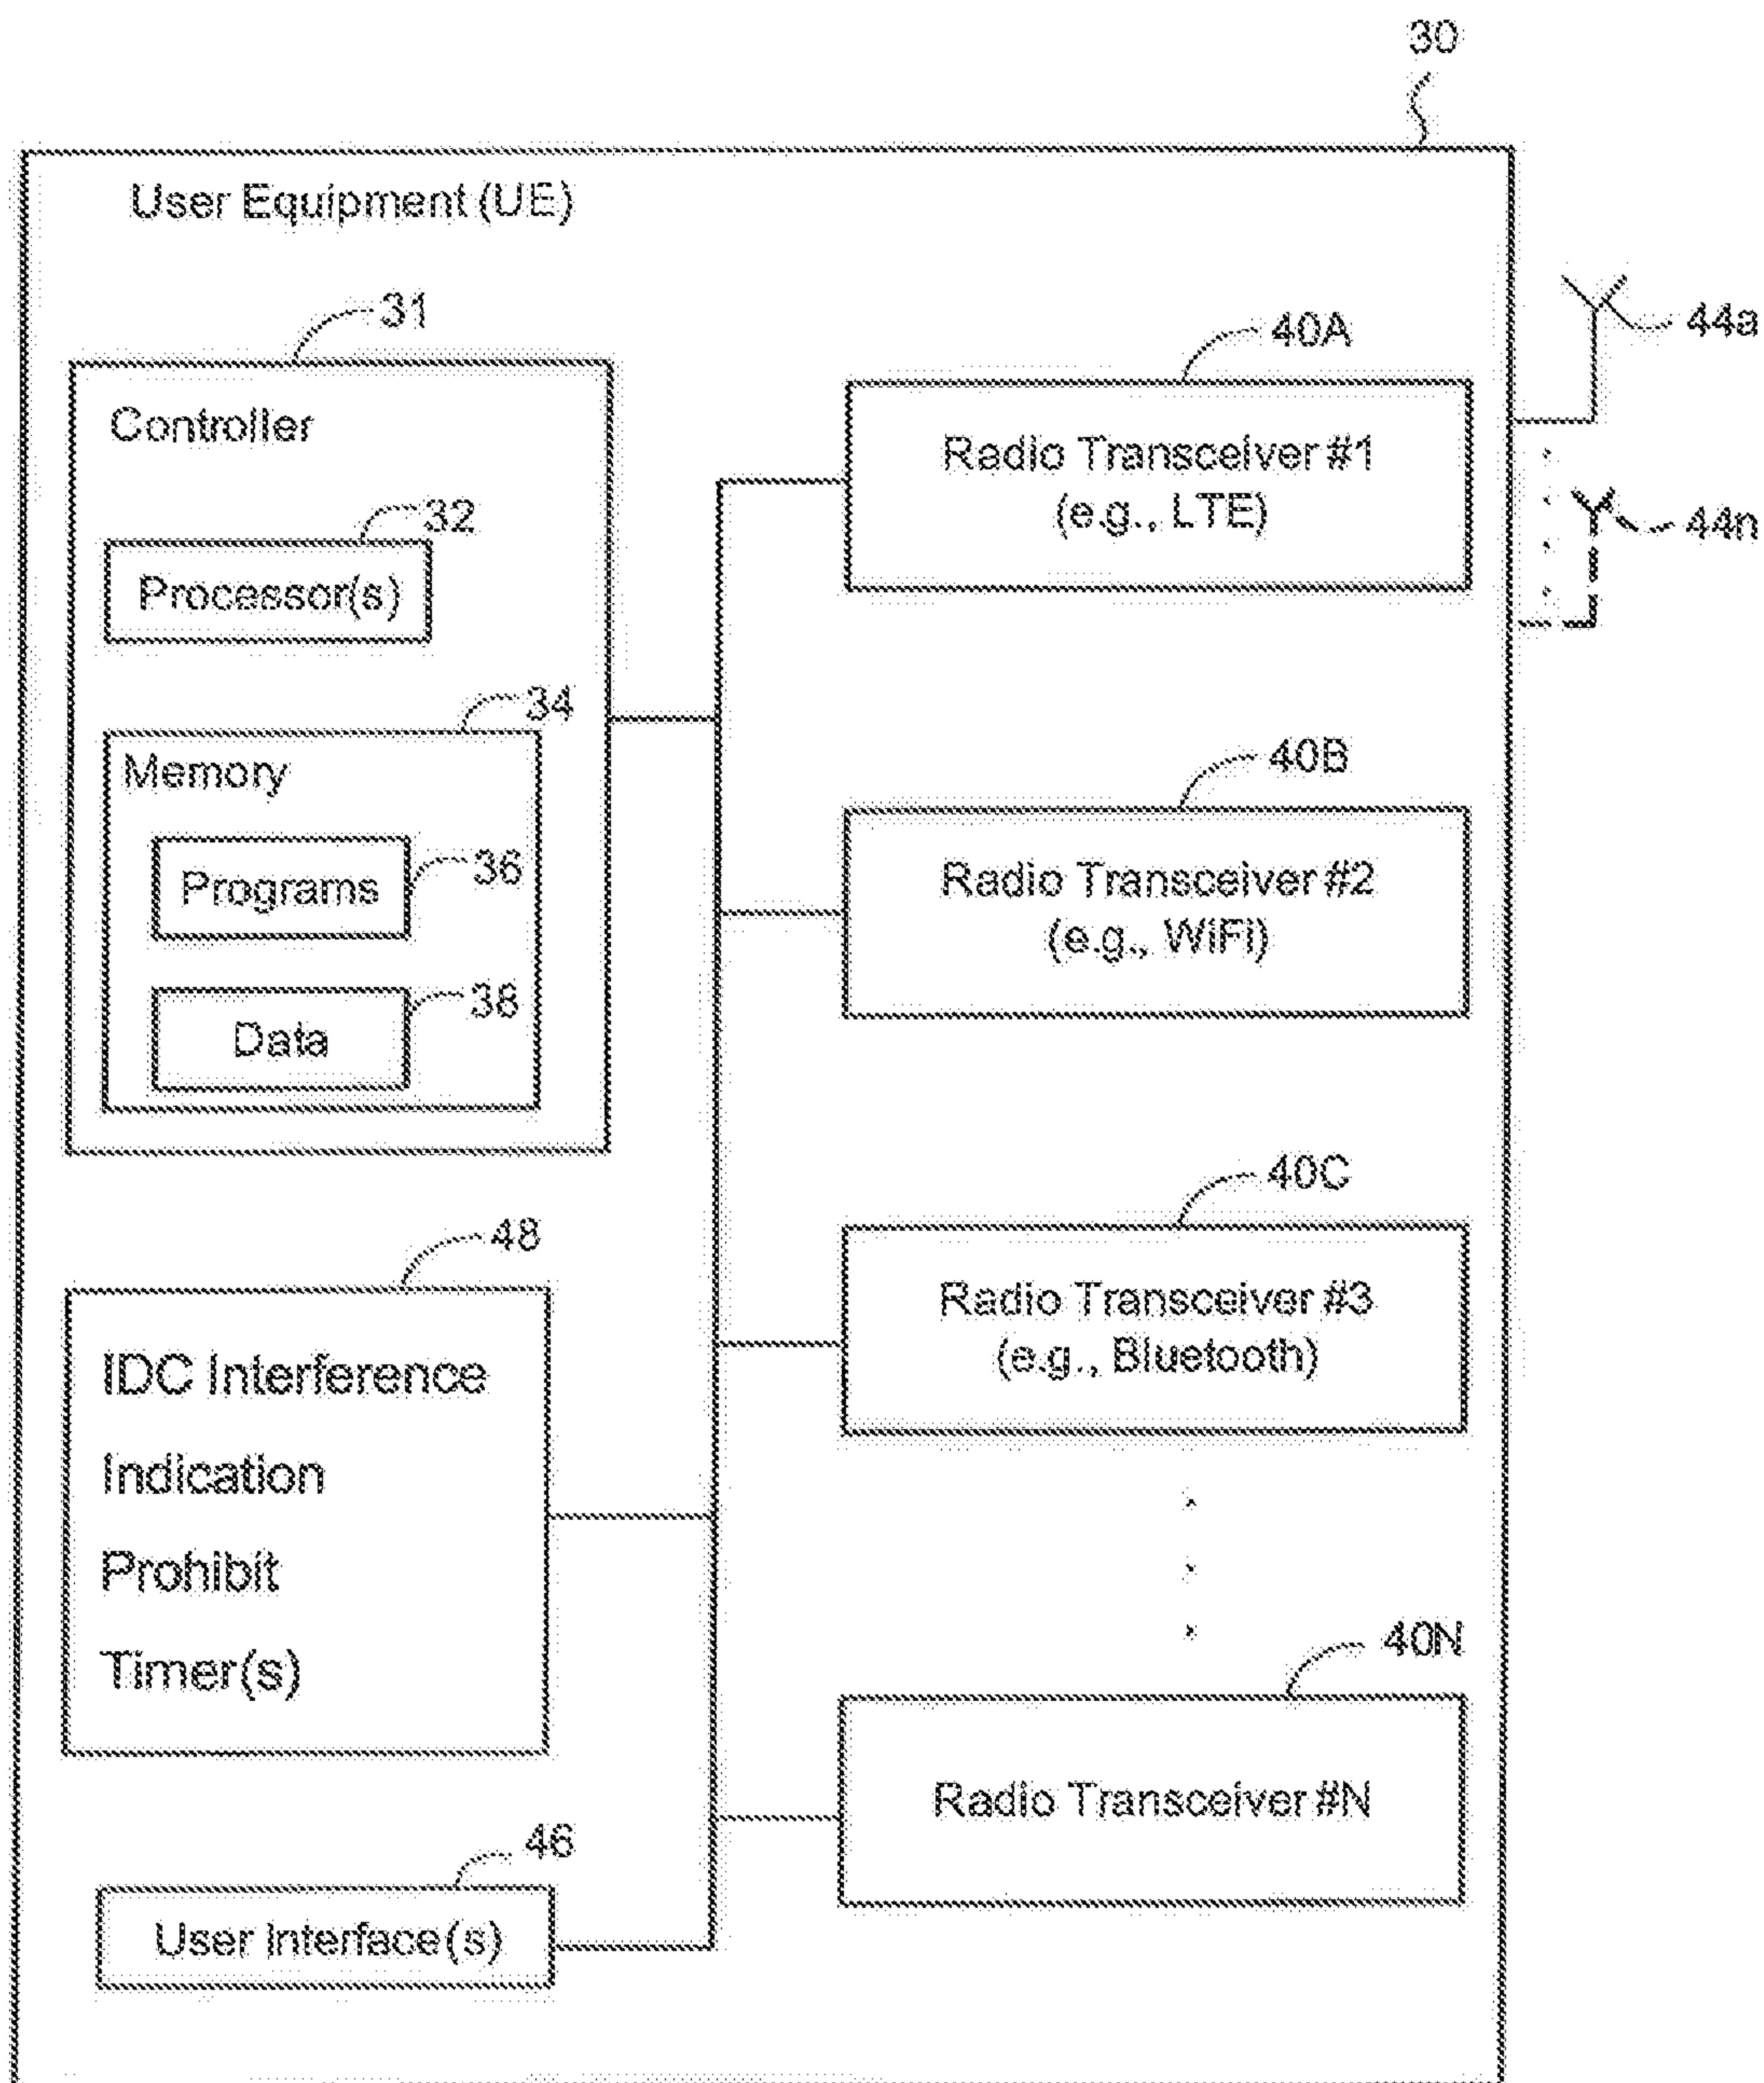 30
User Equipment (UE)
31
Controller
32
Processor(s)
34
Memory
Programs
36
Data
38
48
IDC Interference
Indication
Prohibit
Timer(s)
46
User Interface(s)
40A
Radio Transceiver #1
(e.g., LTE)
40B
Radio Transceiver #2
(e.g., WiFi)
40C
Radio Transceiver #3
(e.g., Bluetooth)
40N
Radio Transceiver #N
44a
44n